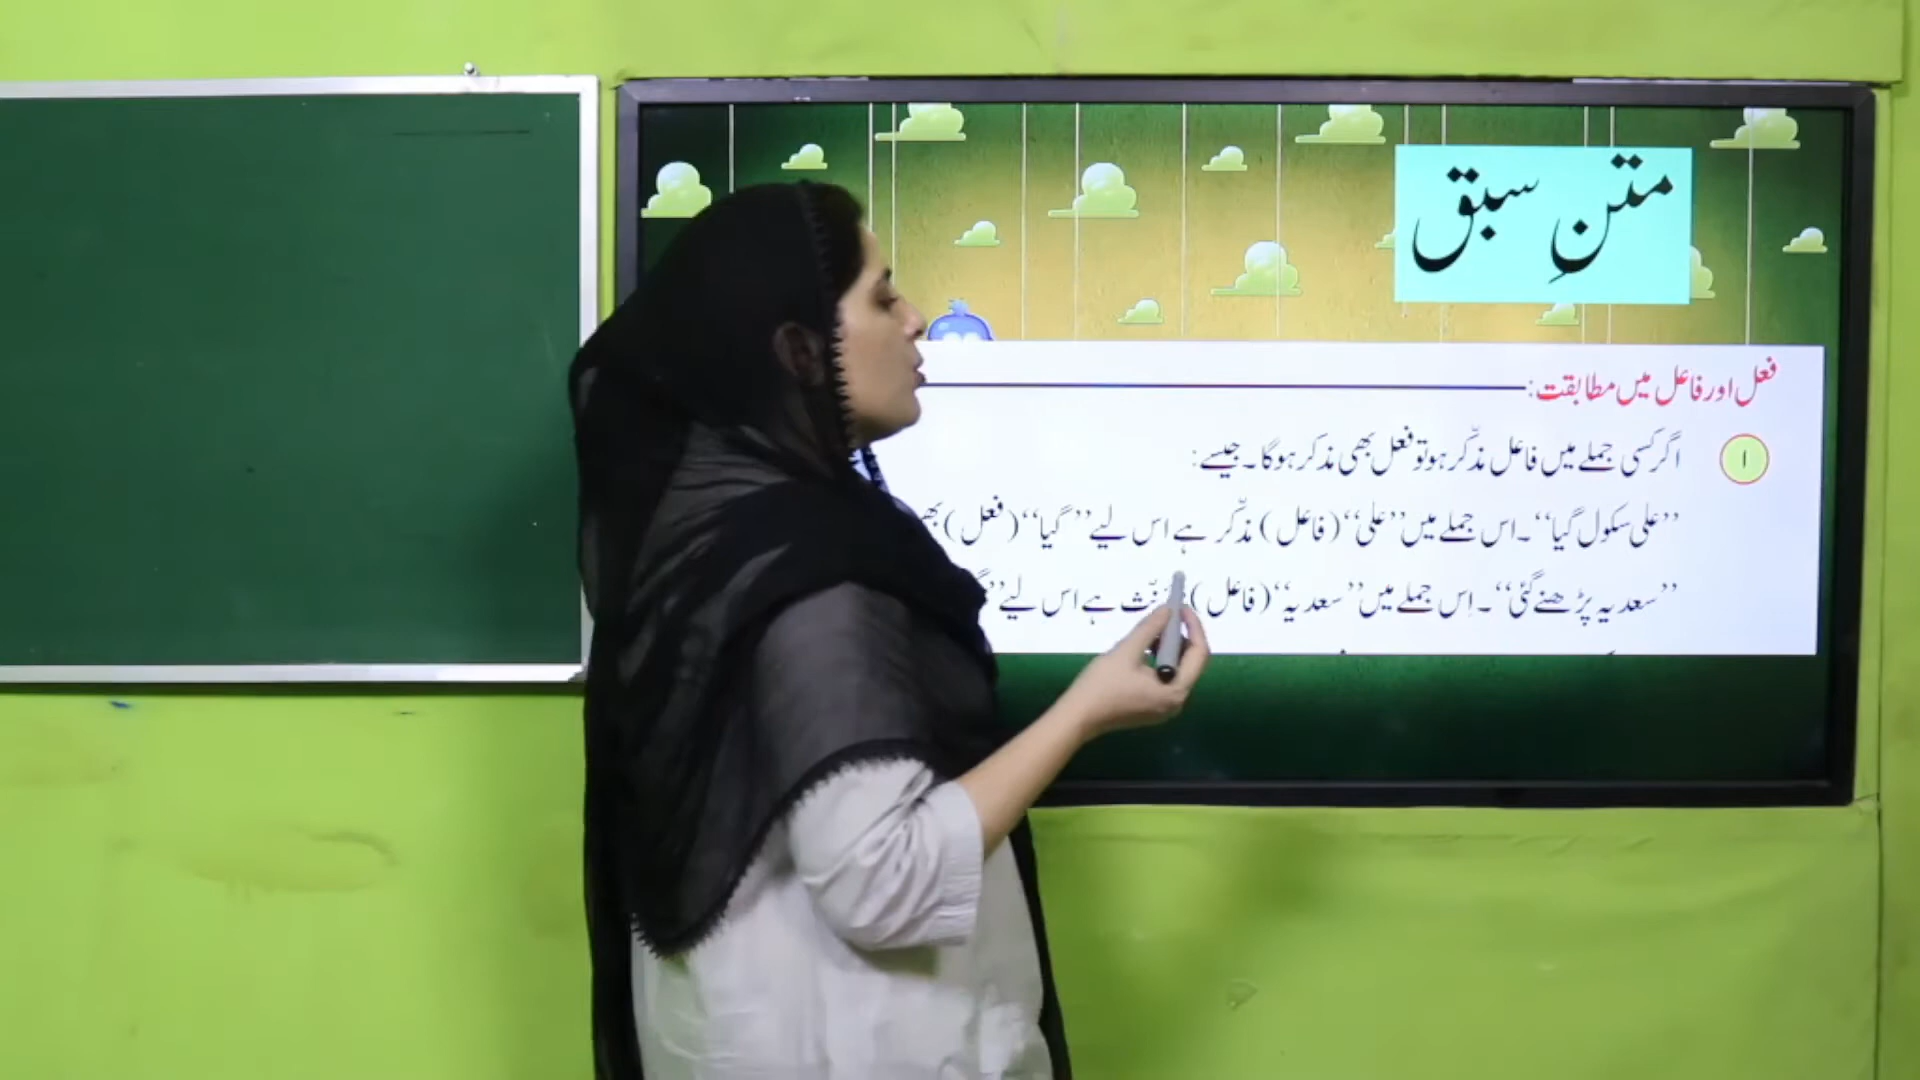 متنِ سبق
فعل اور فاعل میں مطابقت:
۱ اگر کسی جملے میں فاعل مذکّر ہو تو فعل بھی مذکر ہوگا۔ جیسے:
’’علی سکول گیا‘‘۔ اس جملے میں ’’علی‘‘ (فاعل) مذکّر ہے اس لیے ’’گیا‘‘ (فعل)
’’سعدیہ پڑھنے گئی‘‘۔ اِس جملے میں ’’سعدیہ‘‘ (فاعل) مؤنّث ہے اس لیے